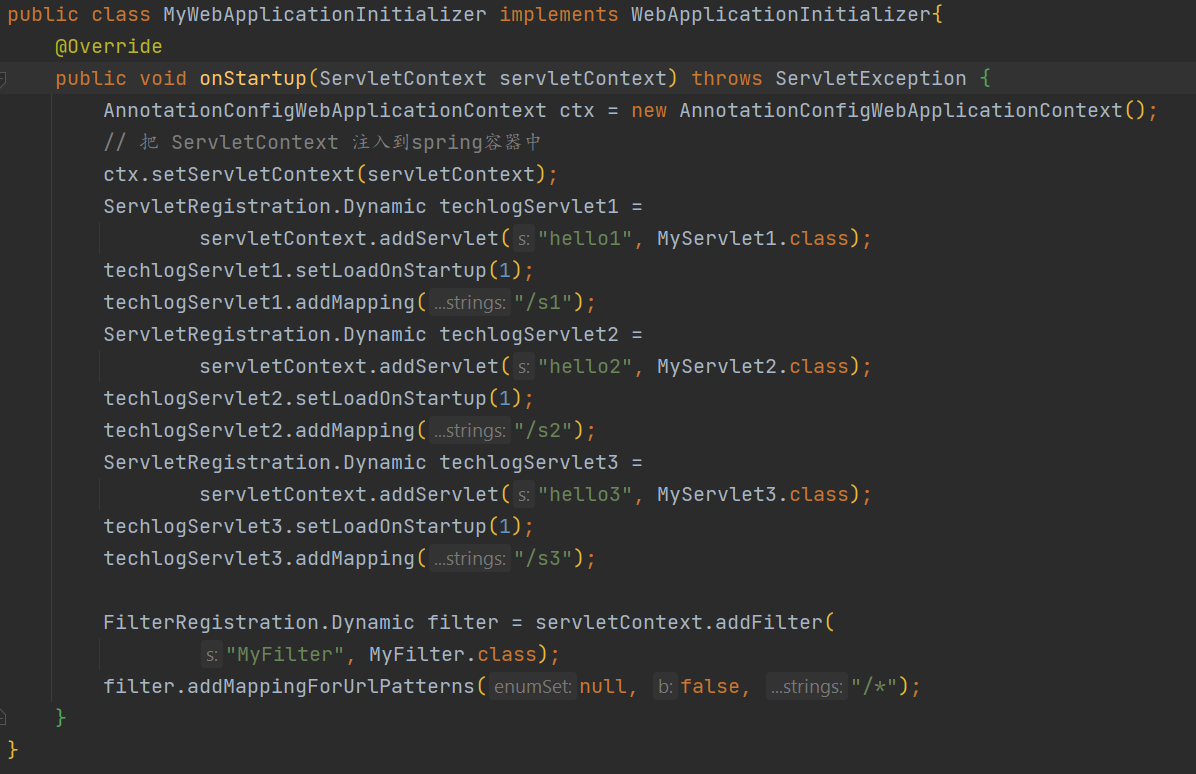 public class MyWebApplicationInitializer implements WebApplicationInitializer{
@Override
public void onStartup(ServletContext servletContext) throws ServletException {
AnnotationConfigWebApplicationContext ctx = new AnnotationConfigWebApplicationContext();
// 把 ServletContext 注入到spring容器中
ctx.setServletContext(servletContext);
ServletRegistration.Dynamic techlogServlet1 =
servletContext.addServlet( s: "hello1", MyServlet1.class);
techlogServlet1.setLoadOnStartup(1);
techlogServlet1.addMapping( ...strings: "/s1");
ServletRegistration.Dynamic techlogServlet2 =
servletContext.addServlet( s: "hello2", MyServlet2.class);
techlogServlet2.setLoadOnStartup(1);
techlogServlet2.addMapping( ...strings: "/s2");
ServletRegistration.Dynamic techlogServlet3 =
servletContext.addServlet( s: "hello3", MyServlet3.class);
techlogServlet3.setLoadOnStartup(1);
techlogServlet3.addMapping( ...strings: "/s3");
FilterRegistration.Dynamic filter = servletContext.addFilter(
s: "MyFilter", MyFilter.class);
filter.addMappingForUrlPatterns( enumSet: null, b: false, ...strings: "/*");
}
}